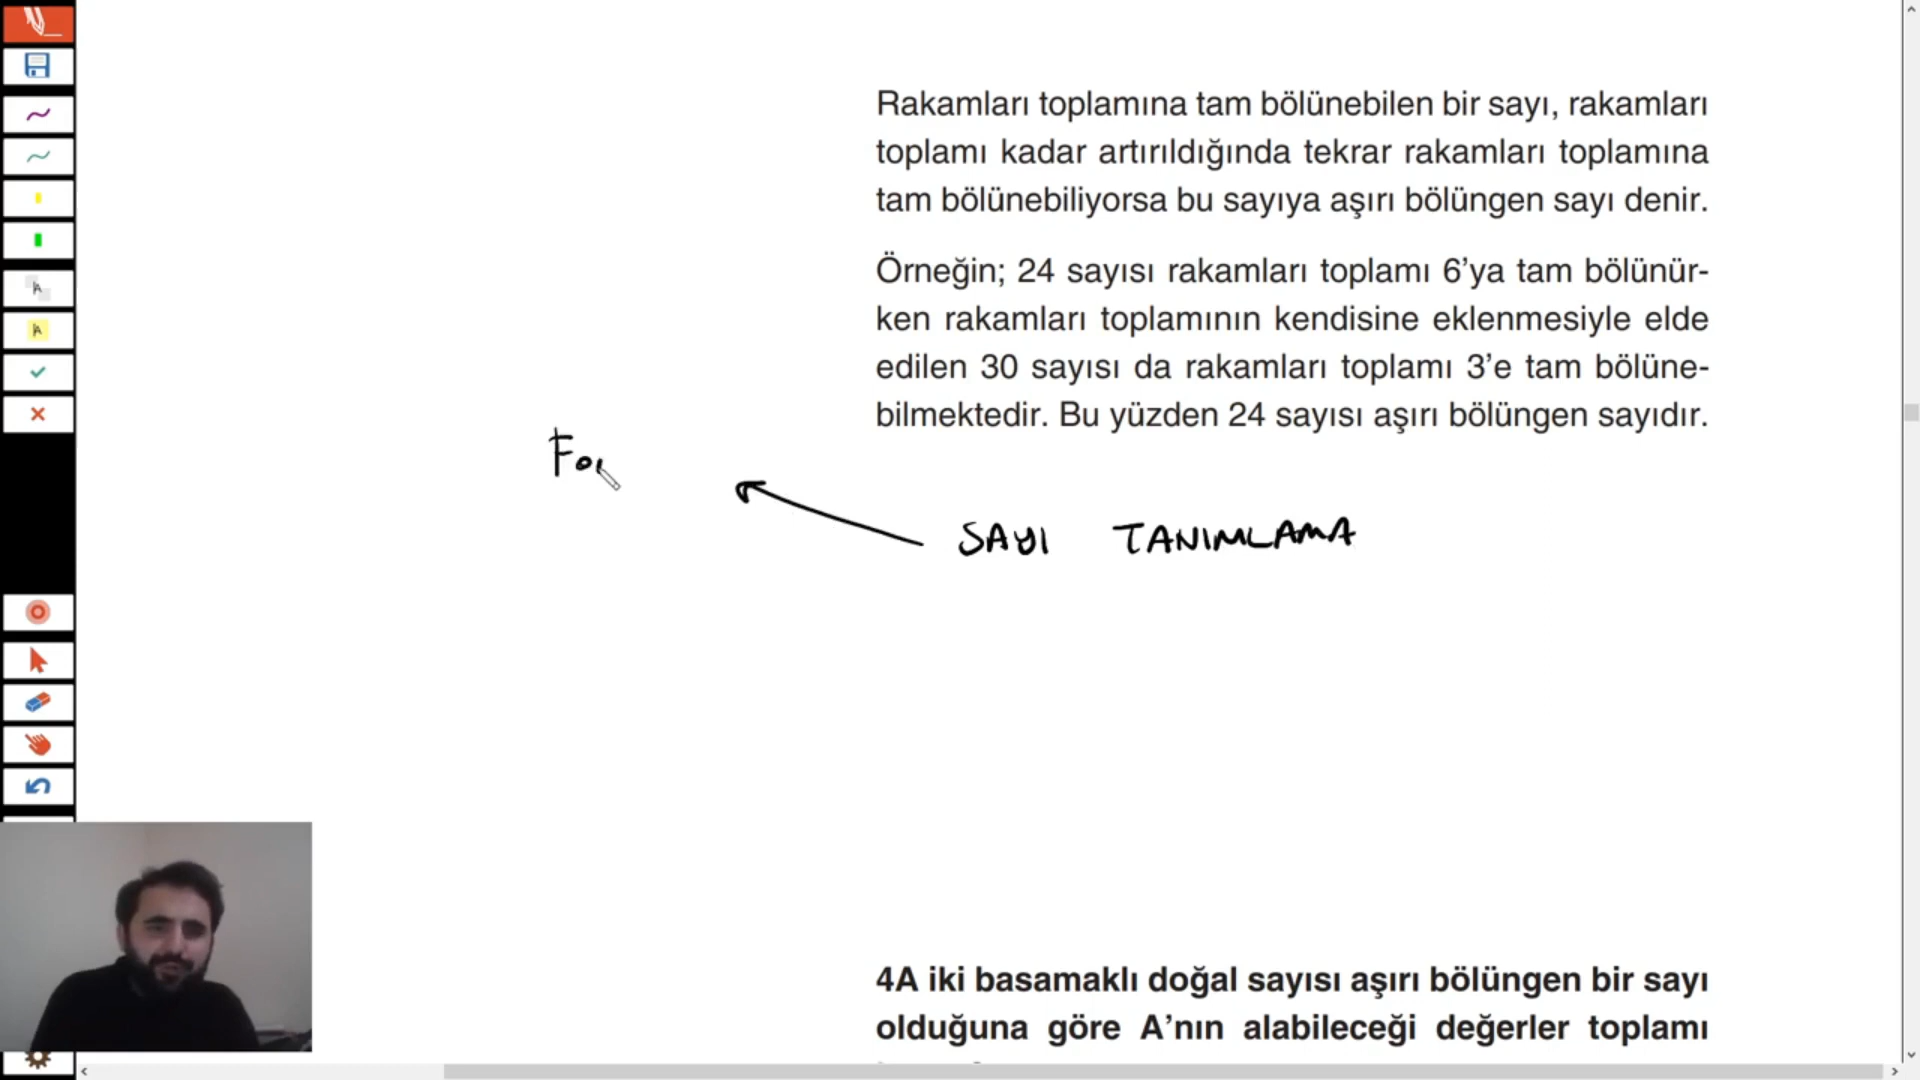 Rakamları toplamına tam bölünebilen bir sayı, rakamları
toplamı kadar artırıldığında tekrar rakamları toplamına
tam bölünebiliyorsa bu sayıya aşırı bölüngen sayı denir.
Örneğin; 24 sayısı rakamları toplamı 6’ya tam bölünür-
ken rakamları toplamının kendisine eklenmesiyle elde
edilen 30 sayısı da rakamları toplamı 3’e tam bölüne-
bilmektedir. Bu yüzden 24 sayısı aşırı bölüngen sayıdır.
SAYI TANIMLAMA
4A iki basamaklı doğal sayısı aşırı bölüngen bir sayı
olduğuna göre A’nın alabileceği değerler toplamı